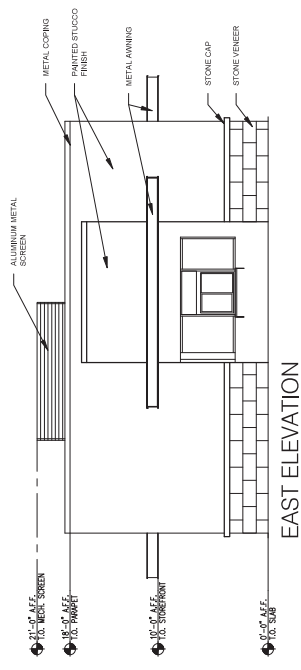 ALUMINUM METAL
SCREEN
METAL COPING
PAINTED STUCCO
FINISH
METAL AWNING
STONE CAP
STONE VENEER
21'-0" A.F.F.
T.O. MECH. SCREEN
18'-0" A.F.F.
T.O. PARAPET
10'-0" A.F.F.
T.O. STOREFRONT
0'-0" A.F.F.
T.O. SLAB
EAST ELEVATION